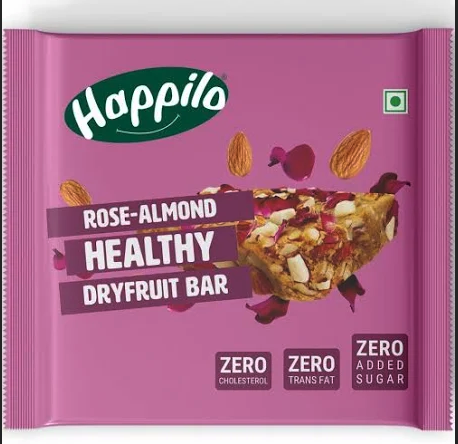 Happilo
ROSE-ALMOND
HEALTHY
DRYFRUIT BAR
ZERO
CHOLESTEROL
ZERO
TRANS FAT
ZERO
ADDED
SUGAR